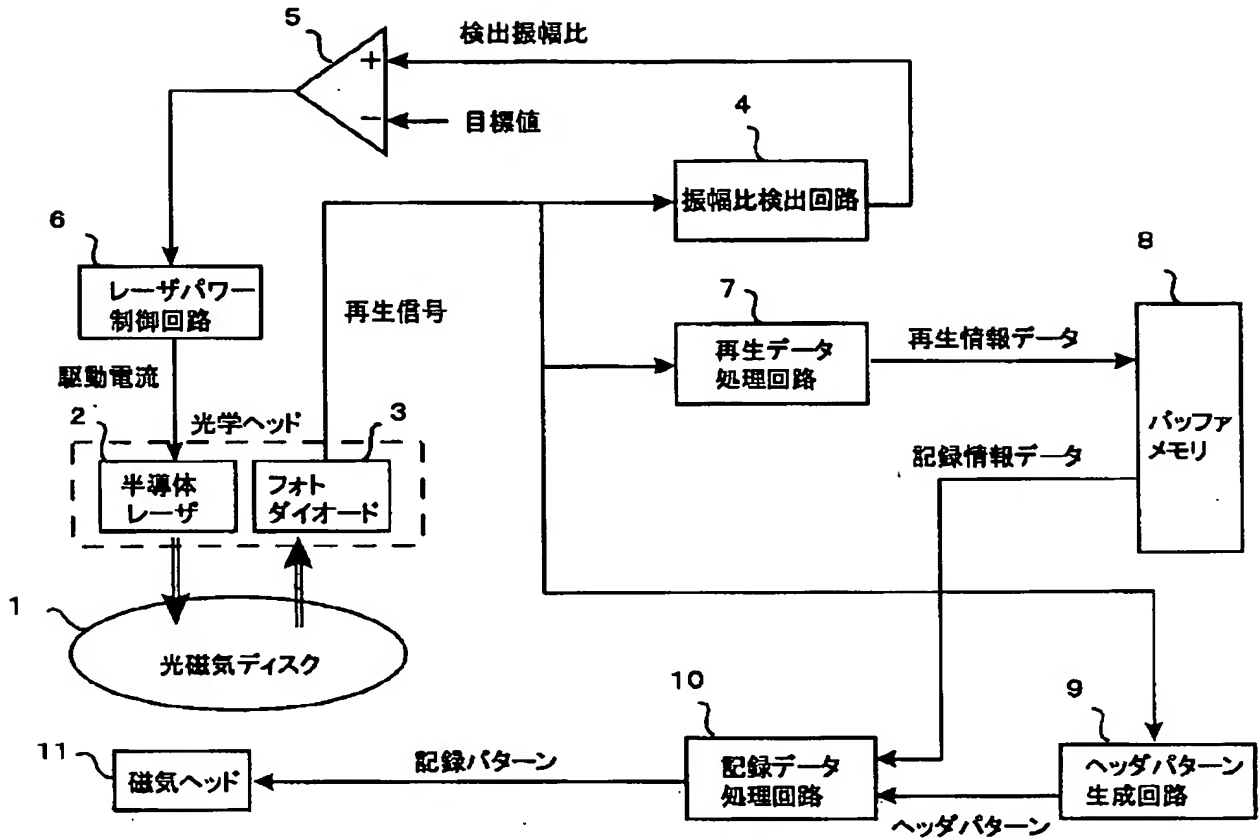 5
検出振幅比
+
−
目標値
4
振幅比検出回路
6
レーザパワー
制御回路
再生信号
7
再生データ
処理回路
再生情報データ
8
バッファ
メモリ
駆動電流
光学ヘッド
2
3
半導体
レーザ
フォト
ダイオード
記録情報データ
1
光磁気ディスク
10
記録データ
処理回路
9
ヘッダパターン
生成回路
11
磁気ヘッド
記録パターン
ヘッダパターン